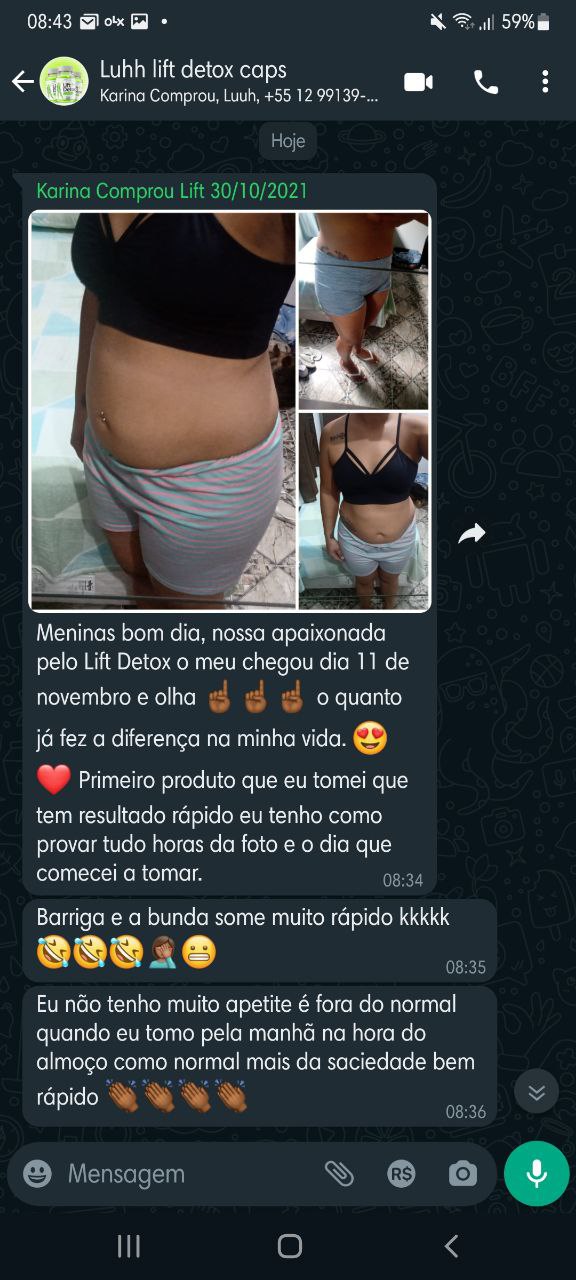 08:43 olx 59%
Luhh lift detox caps
Karina Comprou, Luuh, +55 12 99139-...
Hoje
Karina Comprou Lift 30/10/2021
Meninas bom dia, nossa apaixonada
pelo Lift Detox o meu chegou dia 11 de
novembro e olha ☝🏾 ☝🏾 ☝🏾 o quanto
já fez a diferença na minha vida. 😍
❤️ Primeiro produto que eu tomei que
tem resultado rápido eu tenho como
provar tudo horas da foto e o dia que
comecei a tomar.
08:34
Barriga e a bunda some muito rápido kkkkk
🤣🤣🤣🤦🏾‍♀️😬
08:35
Eu não tenho muito apetite é fora do normal
quando eu tomo pela manhã na hora do
almoço como normal mais da saciedade bem
rápido 👏🏾👏🏾👏🏾👏🏾
08:36
Mensagem
R$